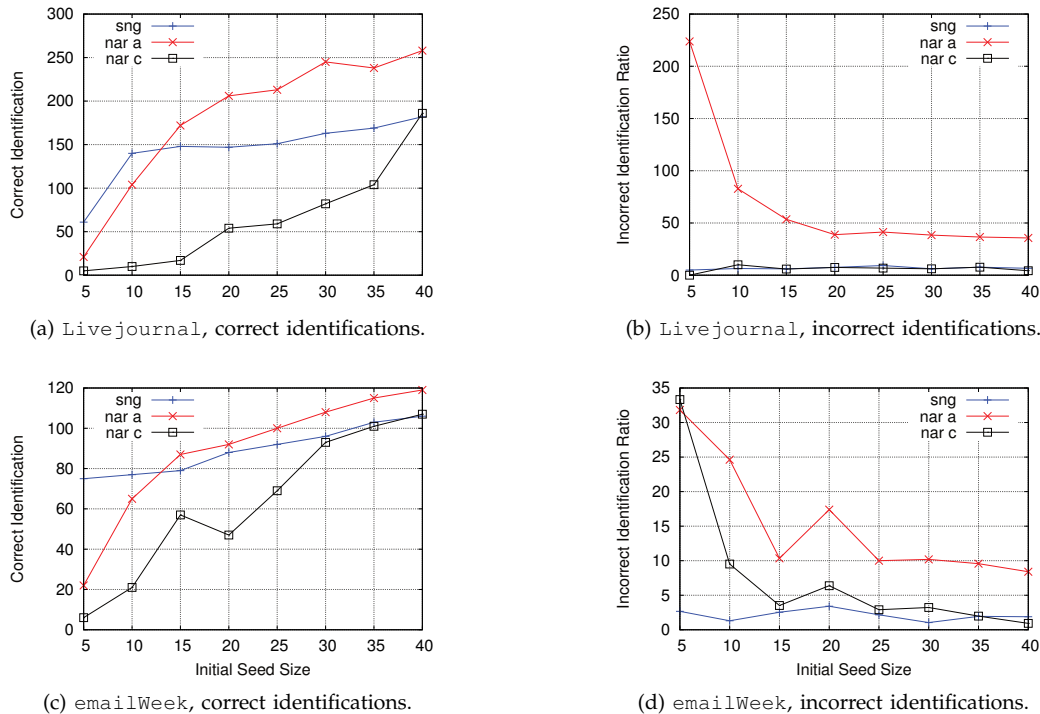 300
250
200
150
100
50
0
Correct Identification
sng
nar a
nar c
5 10 15 20 25 30 35 40
(a) Livejournal, correct identifications.
250
200
150
100
50
0
Incorrect Identification Ratio
sng
nar a
nar c
5 10 15 20 25 30 35 40
(b) Livejournal, incorrect identifications.
120
100
80
60
40
20
0
Correct Identification
sng
nar a
nar c
5 10 15 20 25 30 35 40
Initial Seed Size
(c) emailWeek, correct identifications.
35
30
25
20
15
10
5
0
Incorrect Identification Ratio
sng
nar a
nar c
5 10 15 20 25 30 35 40
Initial Seed Size
(d) emailWeek, incorrect identifications.